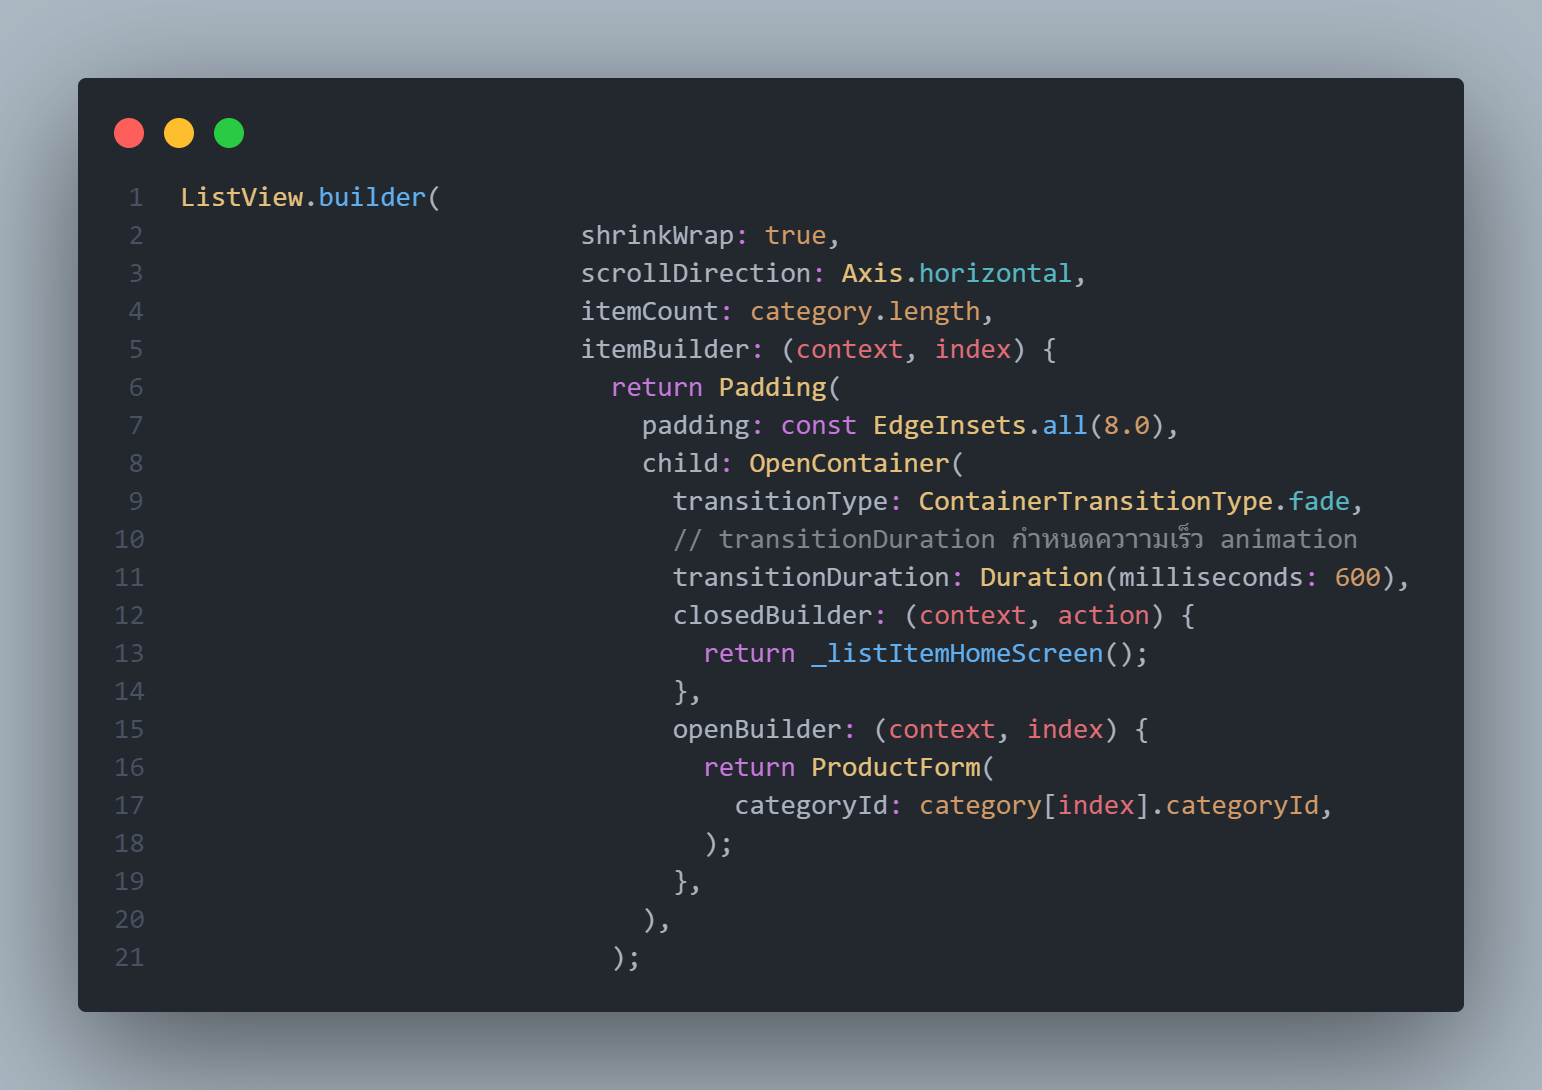 1 ListView.builder(
2 shrinkWrap: true,
3 scrollDirection: Axis.horizontal,
4 itemCount: category.length,
5 itemBuilder: (context, index) {
6 return Padding(
7 padding: const EdgeInsets.all(8.0),
8 child: OpenContainer(
9 transitionType: ContainerTransitionType.fade,
10 // transitionDuration กำหนดควาามเร็ว animation
11 transitionDuration: Duration(milliseconds: 600),
12 closedBuilder: (context, action) {
13 return _listItemHomeScreen();
14 },
15 openBuilder: (context, index) {
16 return ProductForm(
17 categoryId: category[index].categoryId,
18 );
19 },
20 ),
21 );